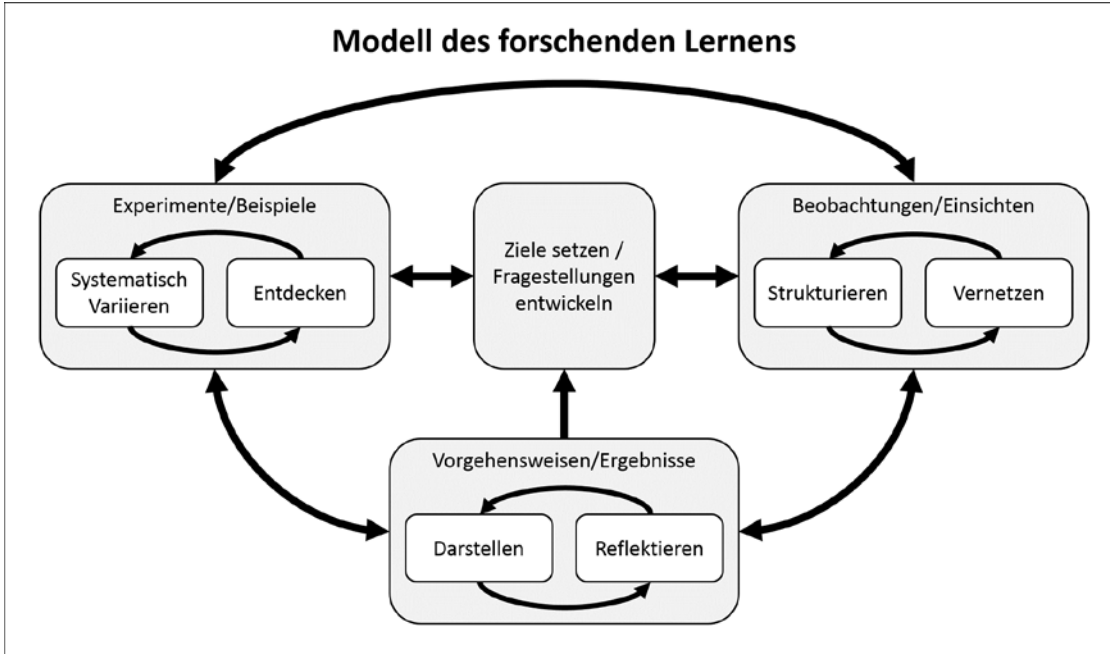 Modell des forschenden Lernens
Experimente/Beispiele
Systematisch
Variieren
Entdecken
Ziele setzen /
Fragestellungen
entwickeln
Beobachtungen/Einsichten
Strukturieren
Vernetzen
Vorgehensweisen/Ergebnisse
Darstellen
Reflektieren